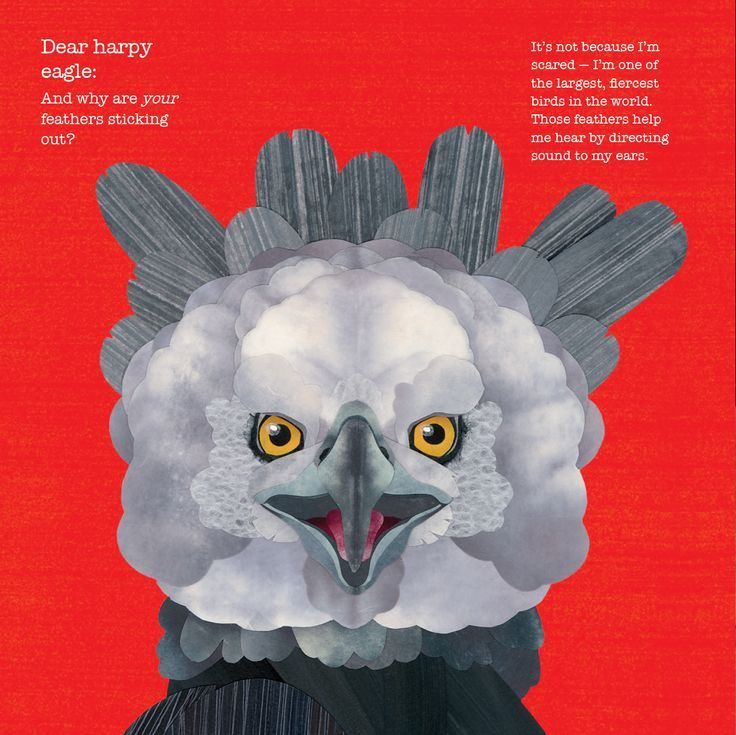 Dear harpy
eagle:
And why are your
feathers sticking
out?
It's not because I'm
scared — I'm one of
the largest, fiercest
birds in the world.
Those feathers help
me hear by directing
sound to my ears.